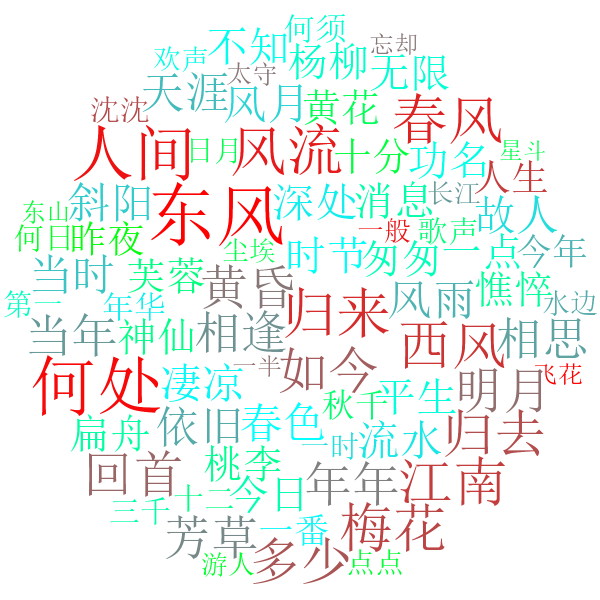 何须
忘却
欢声
不知
杨柳
太守
无限
天涯
沈沈
风月
黄花
春风
人间
日月
风流
十分
功名
星斗
人生
斜阳
东风
深处
消息
长江
故人
东山
何日
昨夜
尘埃
时节
一般
歌声
匆匆
一点
今年
当时
芙蓉
黄昏
归来
风雨
憔悴
第一
年华
水边
当年
神仙
相逢
如今
西风
相思
何处
凄凉
一半
飞花
秋千
平生
明月
扁舟
依旧
春色
一时
流水
归去
回首
桃李
年年
江南
三千
十二
今日
芳草
一番
梅花
游人
多少
点点